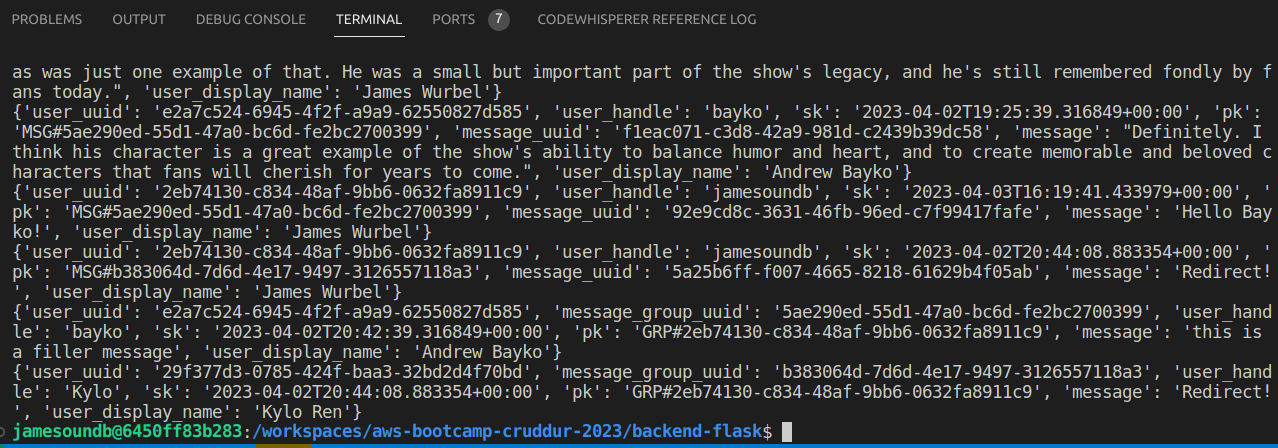 PROBLEMS OUTPUT DEBUG CONSOLE TERMINAL PORTS 7 CODEWHISPERER REFERENCE LOG
as was just one example of that. He was a small but important part of the show's legacy, and he's still remembered fondly by f
ans today.", 'user_display_name': 'James Wurbel'}
{'user_uuid': 'e2a7c524-6945-4f2f-a9a9-62550827d585', 'user_handle': 'bayko', 'sk': '2023-04-02T19:25:39.316849+00:00', 'pk':
'MSG#5ae290ed-55d1-47a0-bc6d-fe2bc2700399', 'message_uuid': 'f1eac071-c3d8-42a9-981d-c2439b39dc58', 'message': "Definitely. I
think his character is a great example of the show's ability to balance humor and heart, and to create memorable and beloved c
haracters that fans will cherish for years to come.", 'user_display_name': 'Andrew Bayko'}
{'user_uuid': '2eb74130-c834-48af-9bb6-0632fa8911c9', 'user_handle': 'jamesoundb', 'sk': '2023-04-03T16:19:41.433979+00:00', '
pk': 'MSG#5ae290ed-55d1-47a0-bc6d-fe2bc2700399', 'message_uuid': '92e9cd8c-3631-46fb-96ed-c7f99417fafe', 'message': 'Hello Bay
ko!', 'user_display_name': 'James Wurbel'}
{'user_uuid': '2eb74130-c834-48af-9bb6-0632fa8911c9', 'user_handle': 'jamesoundb', 'sk': '2023-04-02T20:44:08.883354+00:00', '
pk': 'MSG#b383064d-7d6d-4e17-9497-3126557118a3', 'message_uuid': '5a25b6ff-f007-4665-8218-61629b4f05ab', 'message': 'Redirect!
', 'user_display_name': 'James Wurbel'}
{'user_uuid': 'e2a7c524-6945-4f2f-a9a9-62550827d585', 'message_group_uuid': '5ae290ed-55d1-47a0-bc6d-fe2bc2700399', 'user_hand
le': 'bayko', 'sk': '2023-04-02T20:42:39.316849+00:00', 'pk': 'GRP#2eb74130-c834-48af-9bb6-0632fa8911c9', 'message': 'this is
a filler message', 'user_display_name': 'Andrew Bayko'}
{'user_uuid': '29f377d3-0785-424f-baa3-32bd2d4f70bd', 'message_group_uuid': 'b383064d-7d6d-4e17-9497-3126557118a3', 'user_hand
le': 'Kylo', 'sk': '2023-04-02T20:44:08.883354+00:00', 'pk': 'GRP#2eb74130-c834-48af-9bb6-0632fa8911c9', 'message': 'Redirect!
', 'user_display_name': 'Kylo Ren'}
jamesoundb@6450ff83b283:/workspaces/aws-bootcamp-cruddur-2023/backend-flask$